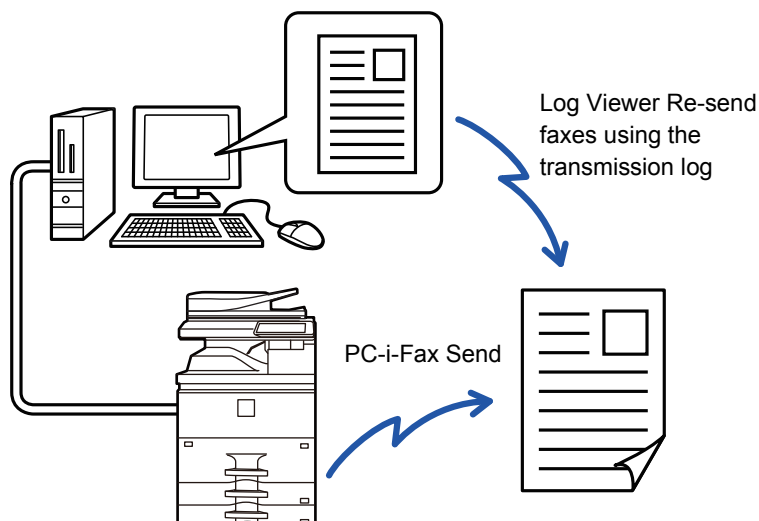 Log Viewer Re-send
faxes using the
transmission log
PC-i-Fax Send